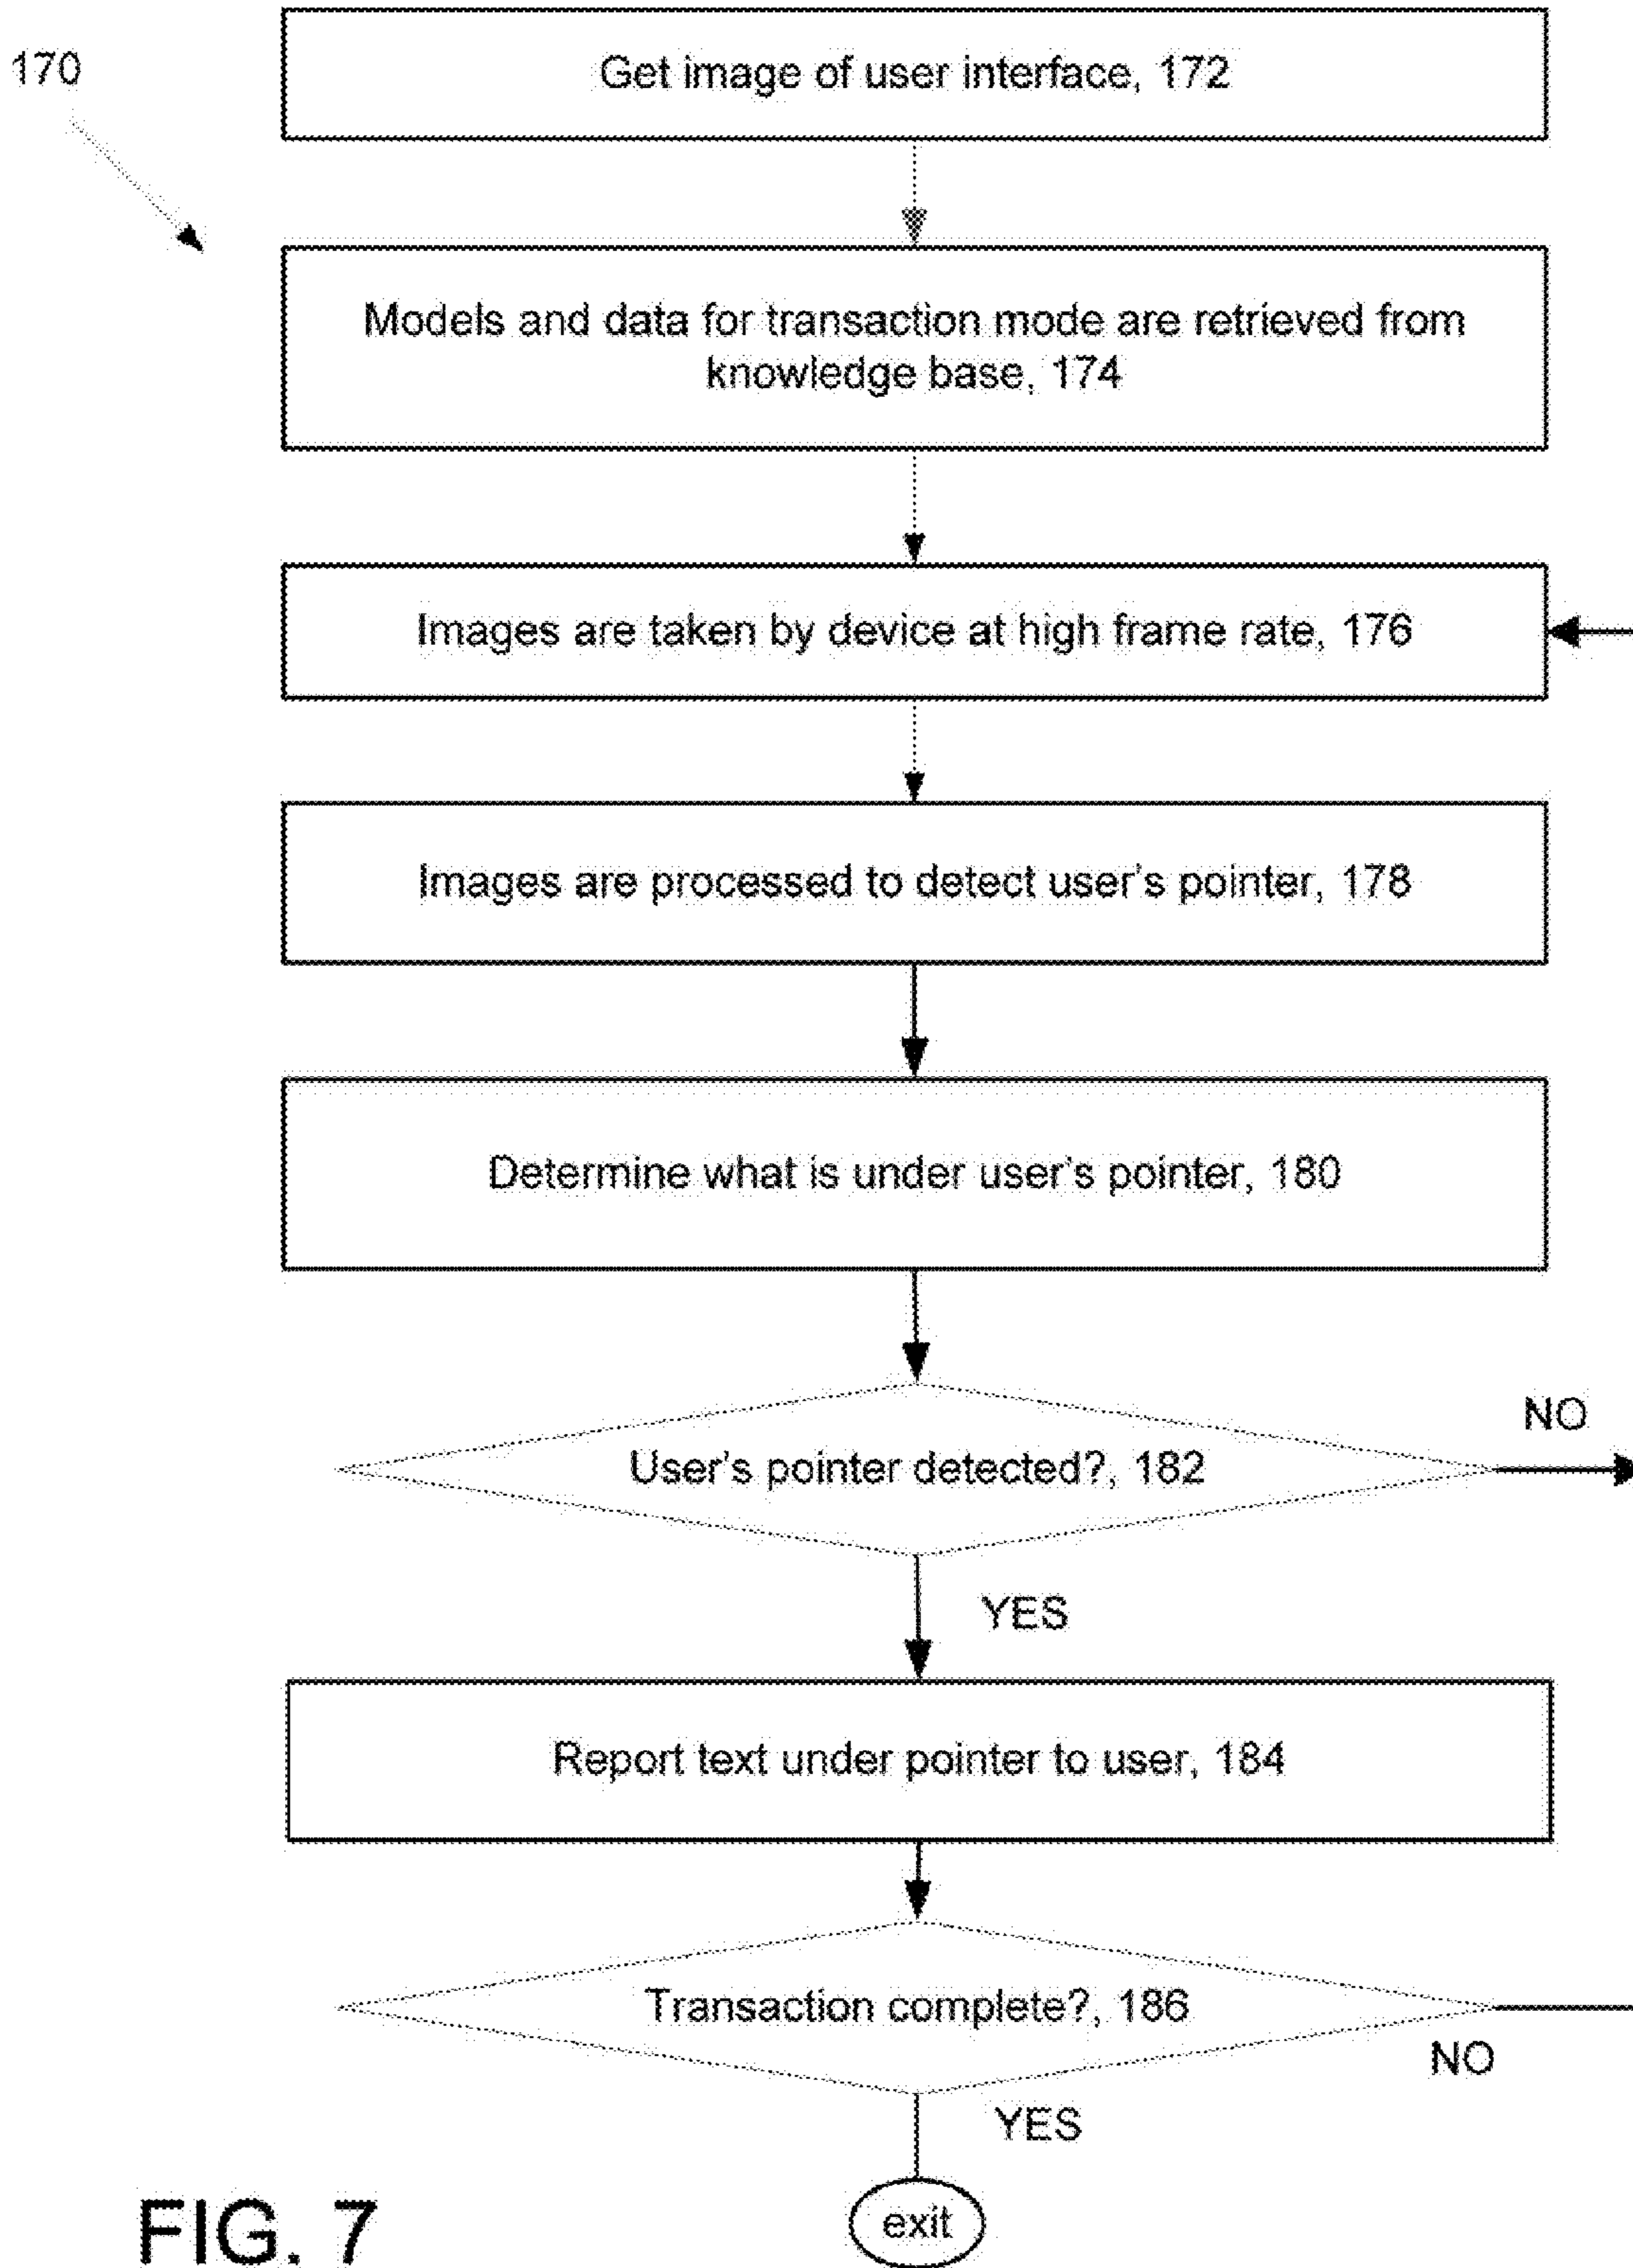 170
Get image of user interface, 172
Models and data for transaction mode are retrieved from
knowledge base, 174
Images are taken by device at high frame rate, 176
Images are processed to detect user's pointer, 178
Determine what is under user's pointer, 180
NO
User's pointer detected?, 182
YES
Report text under pointer to user, 184
Transaction complete?, 186
NO
YES
exit
FIG. 7